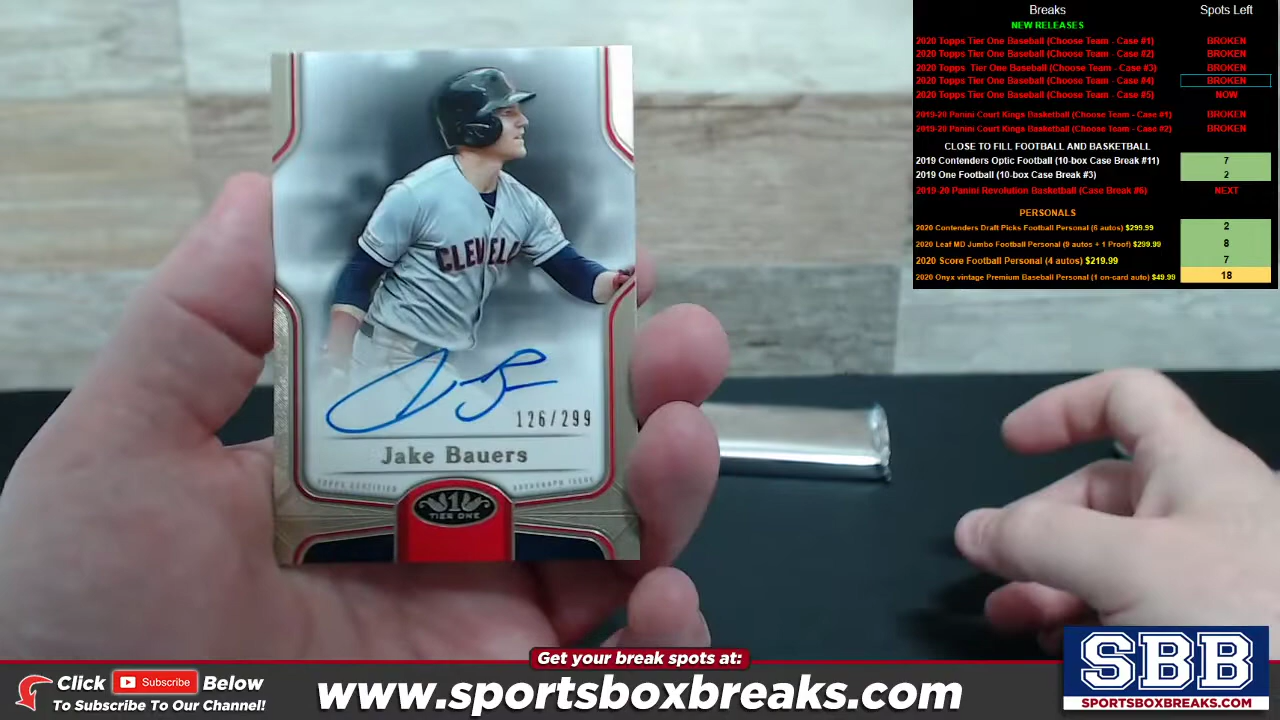 Breaks Spots Left
NEW RELEASES
2020 Topps Tier One Baseball (Choose Team - Case #1) BROKEN
2020 Topps Tier One Baseball (Choose Team - Case #2) BROKEN
2020 Topps Tier One Baseball (Choose Team - Case #3) BROKEN
2020 Topps Tier One Baseball (Choose Team - Case #4) BROKEN
2020 Topps Tier One Baseball (Choose Team - Case #5) NOW
2019-20 Panini Court Kings Basketball (Choose Team - Case #1) BROKEN
2019-20 Panini Court Kings Basketball (Choose Team - Case #2) BROKEN
CLOSE TO FILL FOOTBALL AND BASKETBALL
2019 Contenders Optic Football (10-box Case Break #11) 7
2019 One Football (10-box Case Break #3) 2
2019-20 Panini Revolution Basketball (Case Break #6) NEXT
PERSONALS
2020 Contenders Draft Picks Football Personal (6 autos) $299.99 2
2020 Leaf MD Jumbo Football Personal (9 autos + 1 Proof) $299.99 8
2020 Score Football Personal (4 autos) $219.99 7
2020 Onyx vintage Premium Baseball Personal (1 on-card auto) $49.99 18
CLEVELA
126/299
Jake Bauers
TOPPS CERTIFIED AUTOGRAPH ISSUE
1
TIER ONE
Get your break spots at:
Click Subscribe Below
To Subscribe To Our Channel!
www.sportsboxbreaks.com
SBB
SPORTSBOXBREAKS.COM